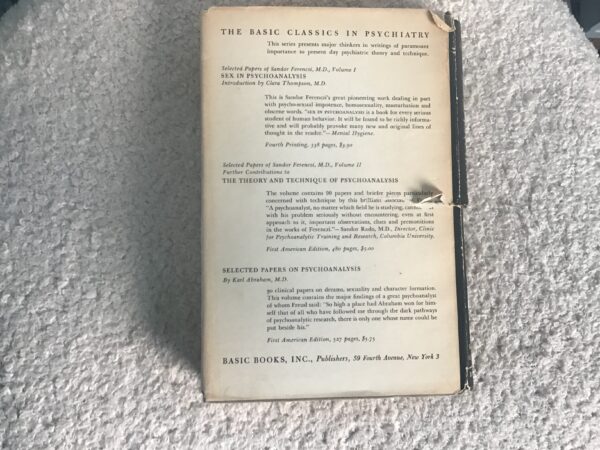 THE BASIC CLASSICS IN PSYCHIATRY
This series presents major thinkers in writings of paramount
importance to present day psychiatric theory and technique.
Selected Papers of Sandor Ferenczi, M.D., Volume I
SEX IN PSYCHOANALYSIS
Introduction by Clara Thompson, M.D.
This is Sandor Ferenczi's great pioneering work dealing in part
with psychosexual impotence, homosexuality, masturbation and
obscene words. "SEX IN PSYCHOANALYSIS is a book for every serious
student of human behavior. It will be found to be richly informa-
tive and will probably provoke many new and original lines of
thought in the reader."—Mental Hygiene.
Fourth Printing, 338 pages, $3.50
Selected Papers of Sandor Ferenczi, M.D., Volume II
Further Contributions to
THE THEORY AND TECHNIQUE OF PSYCHOANALYSIS
The volume contains 90 papers and briefer pieces particularly
concerned with technique by this brilliant
"A psychoanalyst, no matter which field he is studying,
with his problem seriously without encountering, even at first
approach to it, important observations, clues and premonitions
in the works of Ferenczi."—Sandor Rado, M.D., Director, Clinic
for Psychoanalytic Training and Research, Columbia University.
First American Edition, 480 pages, $5.00
SELECTED PAPERS ON PSYCHOANALYSIS
By Karl Abraham, M.D.
30 clinical papers on dreams, sexuality and character formation.
This volume contains the major findings of a great psychoanalyst
of whom Freud said: "So high a place had Abraham won for him-
self that of all who have followed me through the dark pathways
of psychoanalytic research, there is only one whose name could be
put beside his."
First American Edition, 527 pages, $5.75
BASIC BOOKS, INC., Publishers, 59 Fourth Avenue, New York 3